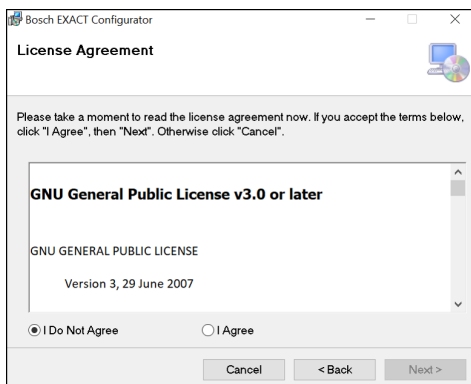 Bosch EXACT Configurator
License Agreement
Please take a moment to read the license agreement now. If you accept the terms below,
click "I Agree", then "Next". Otherwise click "Cancel".
GNU General Public License v3.0 or later
GNU GENERAL PUBLIC LICENSE
Version 3, 29 June 2007
I Do Not Agree
I Agree
Cancel
< Back
Next >